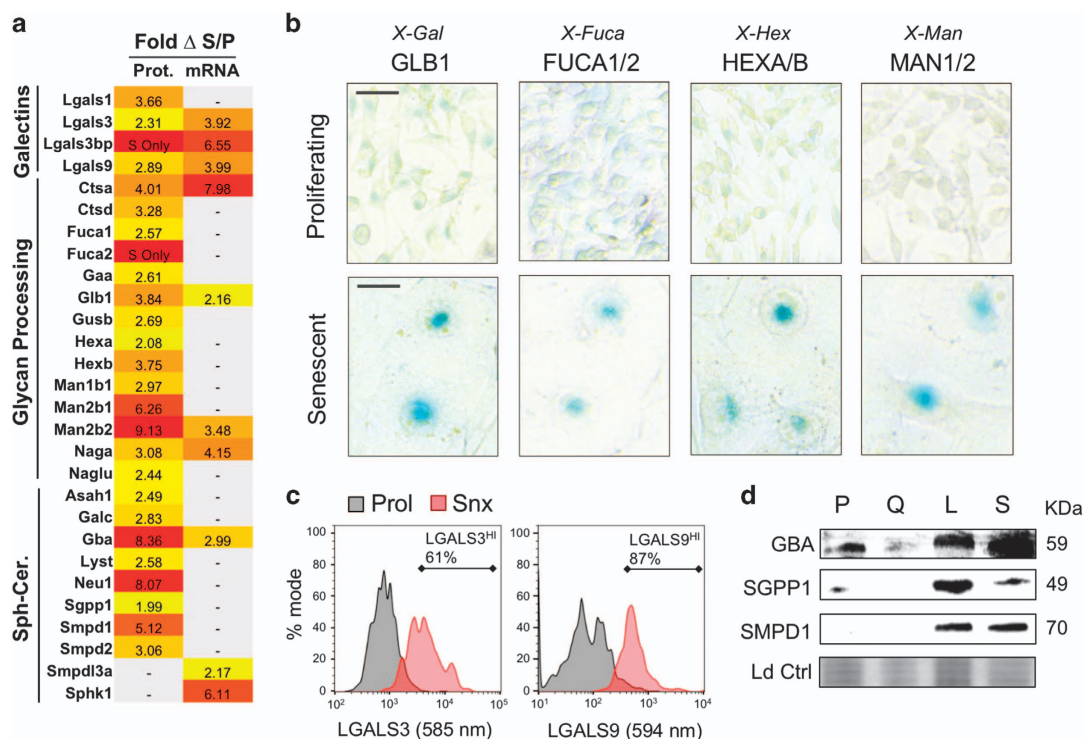 a
Fold Δ S/P
Prot. mRNA
Galectins
Lgals1 3.66 -
Lgals3 2.31 3.92
Lgals3bp S Only 6.55
Lgals9 2.89 3.99
Glycan Processing
Ctsa 4.01 7.98
Ctsd 3.28 -
Fuca1 2.57 -
Fuca2 S Only -
Gaa 2.61 -
Glb1 3.84 2.16
Gusb 2.69 -
Hexa 2.08 -
Hexb 3.75 -
Man1b1 2.97 -
Man2b1 6.26 -
Man2b2 9.13 3.48
Naga 3.08 4.15
Naglu 2.44 -
Sph-Cer.
Asah1 2.49 -
Galc 2.83 -
Gba 8.36 2.99
Lyst 2.58 -
Neu1 8.07 -
Sgpp1 1.99 -
Smpd1 5.12 -
Smpd2 3.06 -
Smpdl3a - 2.17
Sphk1 - 6.11
b
X-Gal X-Fuca X-Hex X-Man
GLB1 FUCA1/2 HEXA/B MAN1/2
Proliferating
Senescent
c
Prol Snx
% mode
100
80
60
40
20
0
LGALS3HI
61%
10² 10³ 10⁴ 10⁵
LGALS3 (585 nm)
LGALS9HI
87%
10¹ 10² 10³ 10⁴
LGALS9 (594 nm)
d
P Q L S KDa
GBA 59
SGPP1 49
SMPD1 70
Ld Ctrl